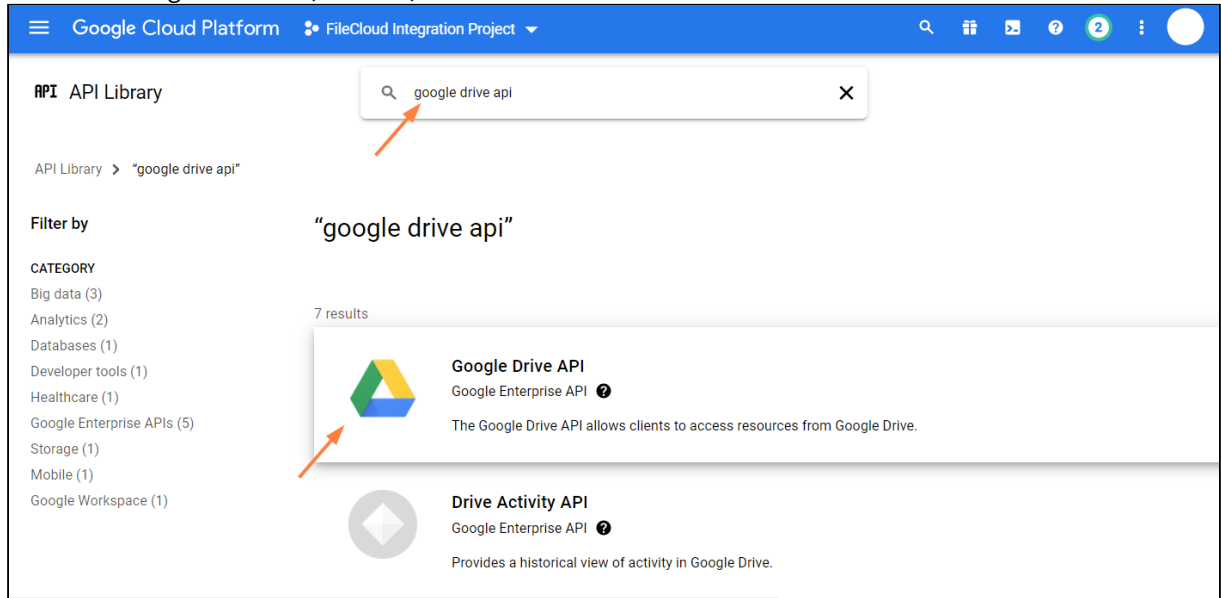 Google Cloud Platform FileCloud Integration Project 2
API API Library
google drive api
API Library > “google drive api”
Filter by
CATEGORY
Big data (3)
Analytics (2)
Databases (1)
Developer tools (1)
Healthcare (1)
Google Enterprise APIs (5)
Storage (1)
Mobile (1)
Google Workspace (1)
“google drive api”
7 results
Google Drive API
Google Enterprise API
The Google Drive API allows clients to access resources from Google Drive.
Drive Activity API
Google Enterprise API
Provides a historical view of activity in Google Drive.